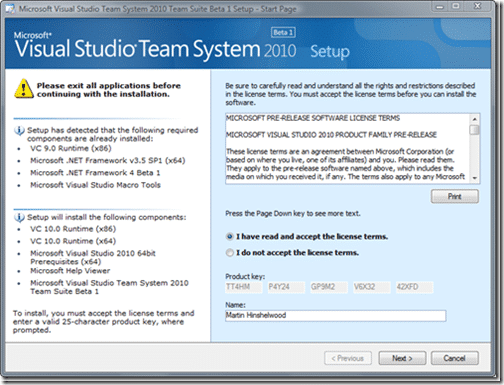 Microsoft Visual Studio Team System 2010 Team Suite Beta 1 Setup - Start Page
Microsoft®
Visual Studio® Team System 2010 Setup
Beta 1
Please exit all applications before
continuing with the installation.
Setup has detected that the following required
components are already installed:
• VC 9.0 Runtime (x86)
• Microsoft .NET Framework v3.5 SP1 (x64)
• Microsoft .NET Framework 4 Beta 1
• Microsoft Visual Studio Macro Tools
Setup will install the following components:
• VC 10.0 Runtime (x86)
• VC 10.0 Runtime (x64)
• Microsoft Visual Studio 2010 64bit
Prerequisites (x64)
• Microsoft Help Viewer
• Microsoft Visual Studio Team System 2010
Team Suite Beta 1
To install, you must accept the license terms and
enter a valid 25-character product key, where
prompted.
Be sure to carefully read and understand all the rights and restrictions described
in the license terms. You must accept the license terms before you can install the
software.
MICROSOFT PRE-RELEASE SOFTWARE LICENSE TERMS
MICROSOFT VISUAL STUDIO 2010 PRODUCT FAMILY PRE-RELEASE
These license terms are an agreement between Microsoft Corporation (or
based on where you live, one of its affiliates) and you. Please read them.
They apply to the pre-release software named above, which includes the
media on which you received it, if any. The terms also apply to any Microsoft
Print
Press the Page Down key to see more text.
I have read and accept the license terms.
I do not accept the license terms.
Product key:
TT4HM P4Y24 GP9M2 V6X32 42XFD
Name:
Martin Hinshelwood
< Previous Next > Cancel